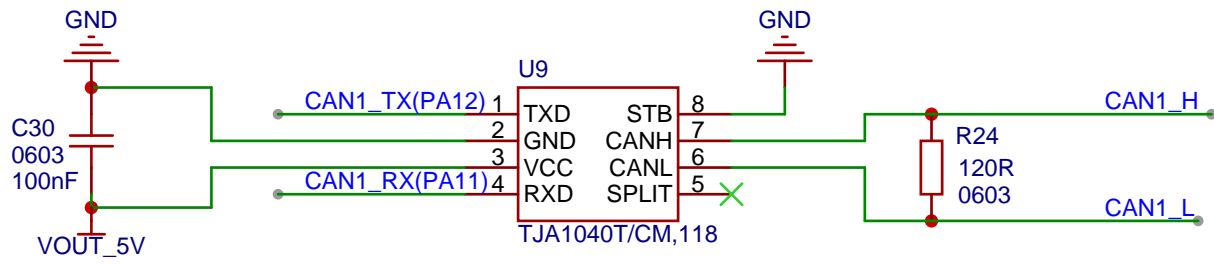 GND
GND
U9
CAN1_TX(PA12)
1
TXD
STB
8
CAN1_H
C30
0603
100nF
2
GND
CANH
7
R24
120R
0603
3
VCC
CANL
6
CAN1_RX(PA11)
4
RXD
SPLIT
5
CAN1_L
VOUT_5V
TJA1040T/CM,118